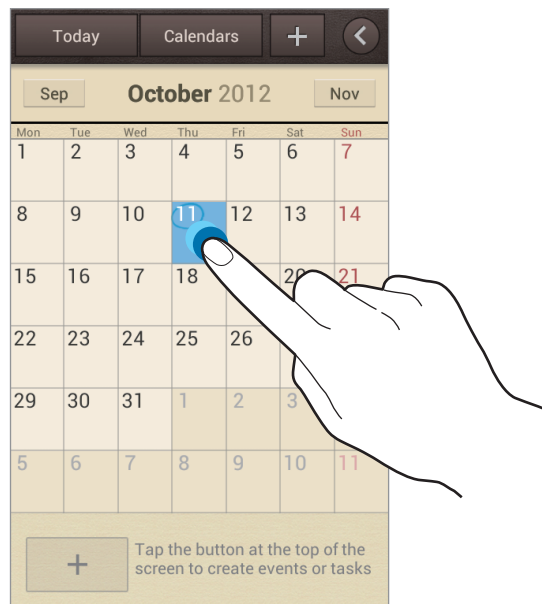 Today Calendars +
Sep October 2012 Nov
Mon Tue Wed Thu Fri Sat Sun
1 2 3 4 5 6 7
8 9 10 11 12 13 14
15 16 17 18 20 21
22 23 24 25 26
29 30 31 1 2 3
5 6 7 8 9 10 11
+ Tap the button at the top of the
screen to create events or tasks